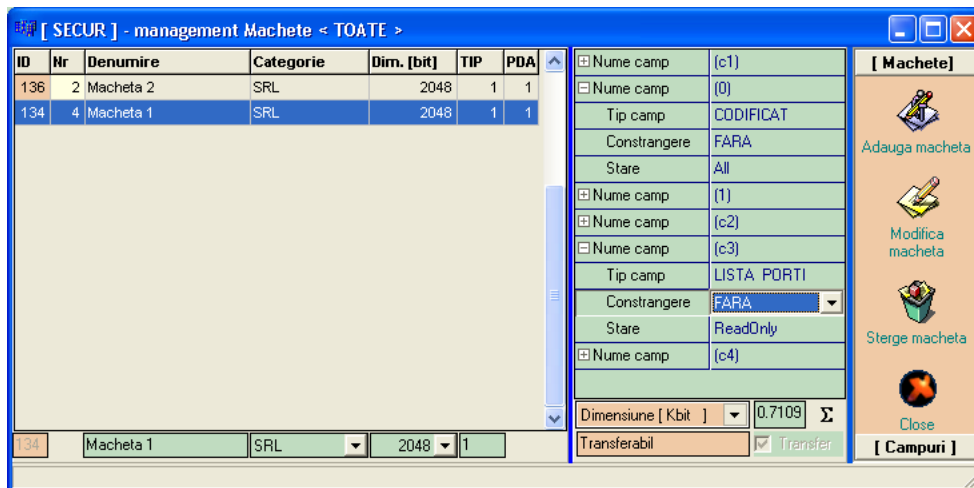 [ SECUR ] - management Machete < TOATE >
ID Nr Denumire Categorie Dim. [bit] TIP PDA
136 2 Macheta 2 SRL 2048 1 1
134 4 Macheta 1 SRL 2048 1 1
134 Macheta 1 SRL 2048 1
Nume camp (c1)
Nume camp (0)
Tip camp CODIFICAT
Constrangere FARA
Stare All
Nume camp (1)
Nume camp (c2)
Nume camp (c3)
Tip camp LISTA PORTI
Constrangere FARA
Stare ReadOnly
Nume camp (c4)
Dimensiune [ Kbit ] 0.7109 Σ
Transferabil Transfer
[ Machete]
Adauga macheta
Modifica
macheta
Sterge macheta
Close
[ Campuri ]